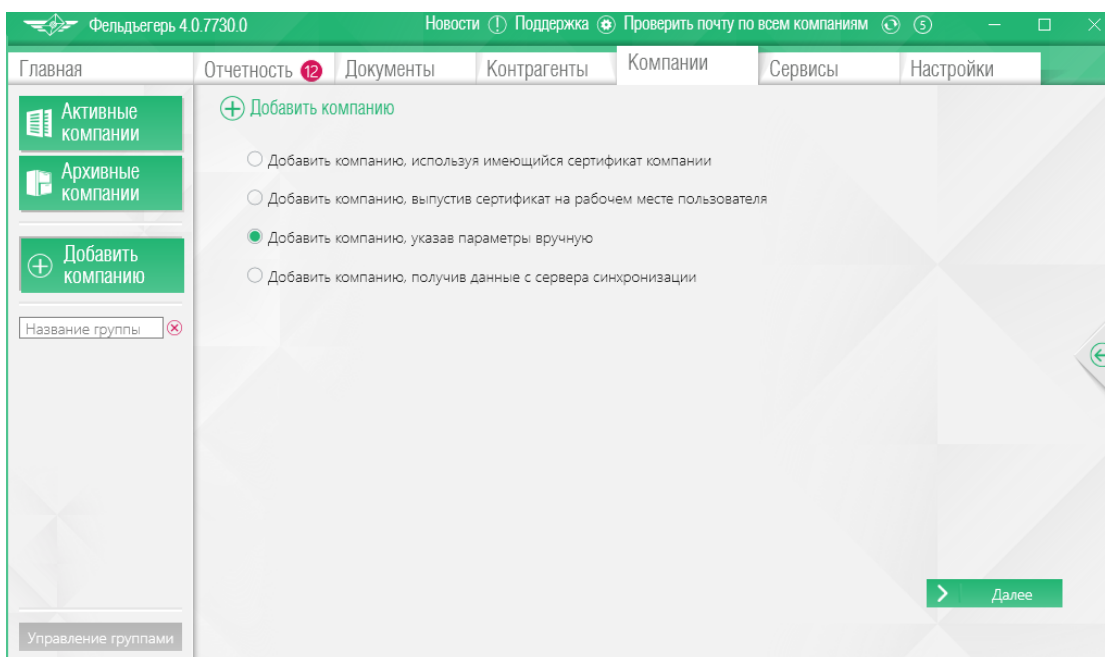 Фельдъегерь 4.0.7730.0
Новости Поддержка Проверить почту по всем компаниям 5
Главная
Отчетность 12
Документы
Контрагенты
Компании
Сервисы
Настройки
Активные
компании
Архивные
компании
Добавить
компанию
Название группы
Управление группами
Добавить компанию
Добавить компанию, используя имеющийся сертификат компании
Добавить компанию, выпустив сертификат на рабочем месте пользователя
Добавить компанию, указав параметры вручную
Добавить компанию, получив данные с сервера синхронизации
Далее